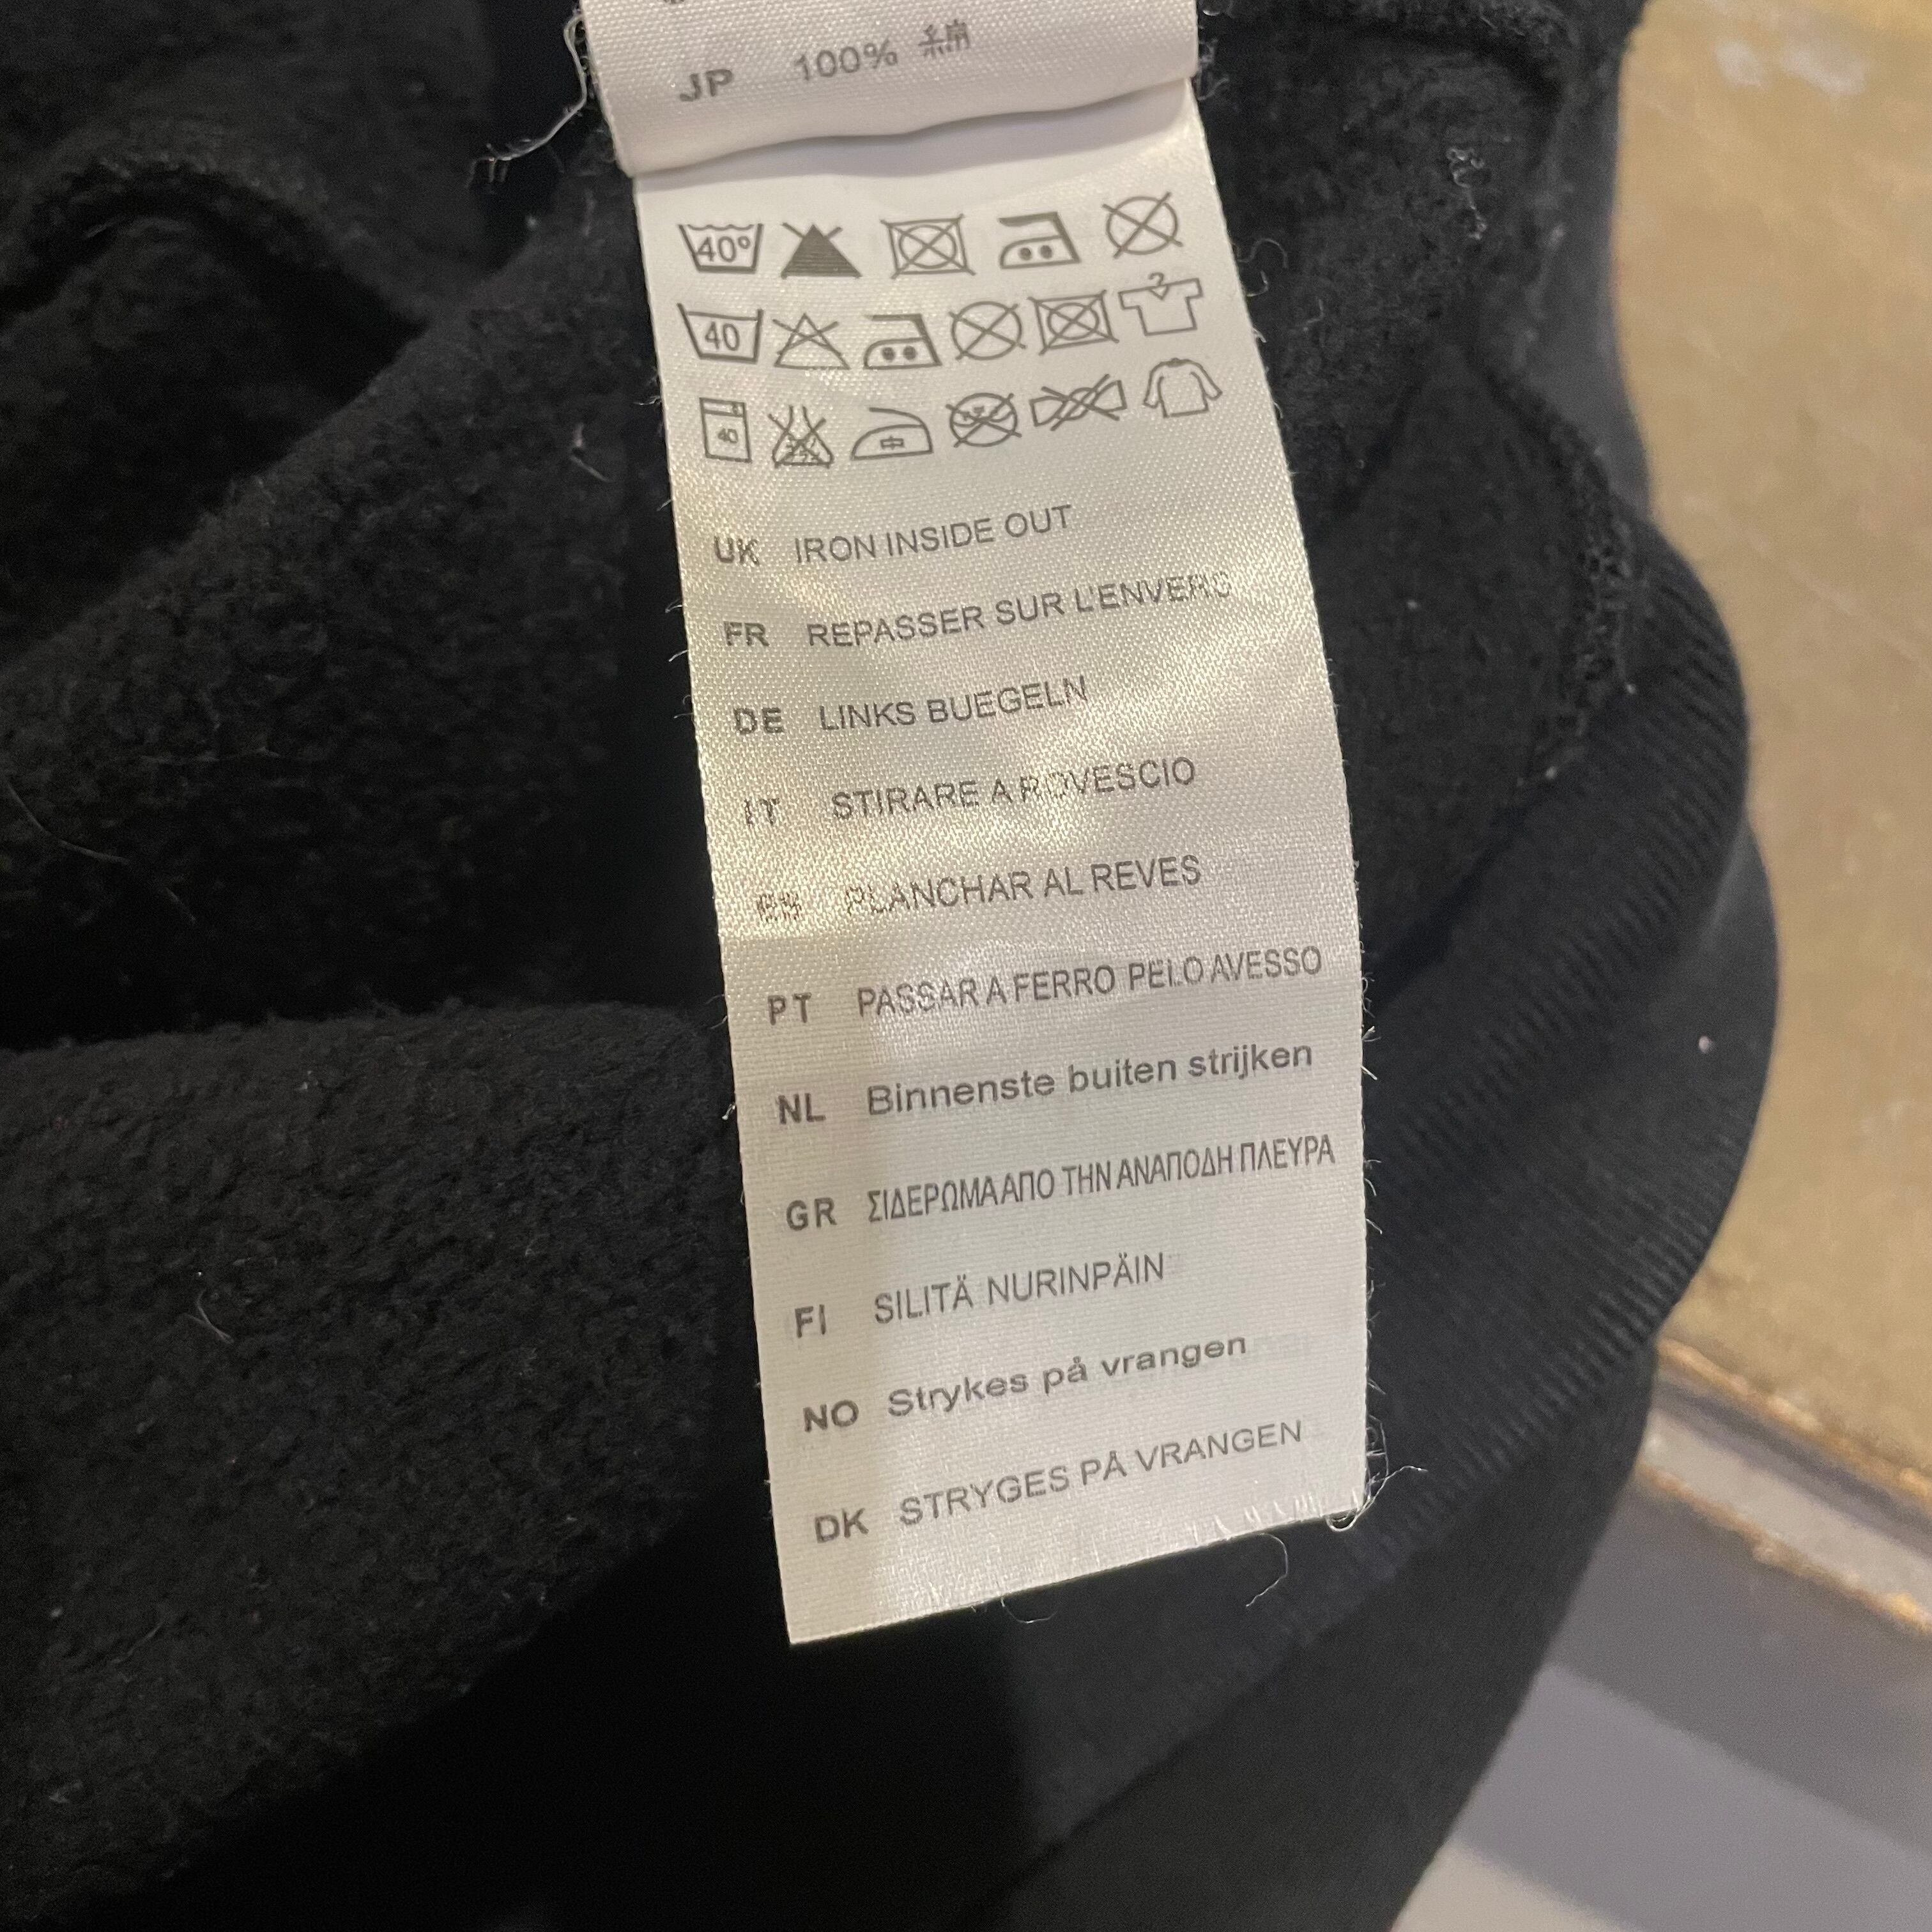 JP 100% 綿
40°
40
40
UK IRON INSIDE OUT
FR REPASSER SUR L'ENVERS
DE LINKS BUEGELN
IT STIRARE A ROVESCIO
ES PLANCHAR AL REVES
PT PASSAR A FERRO PELO AVESSO
NL Binnenste buiten strijken
GR ΣΙΔΕΡΩΜΑ ΑΠΟ ΤΗΝ ΑΝΑΠΟΔΗ ΠΛΕΥΡΑ
FI SILITÄ NURINPÄIN
NO Strykes på vrangen
DK STRYGES PÅ VRANGEN